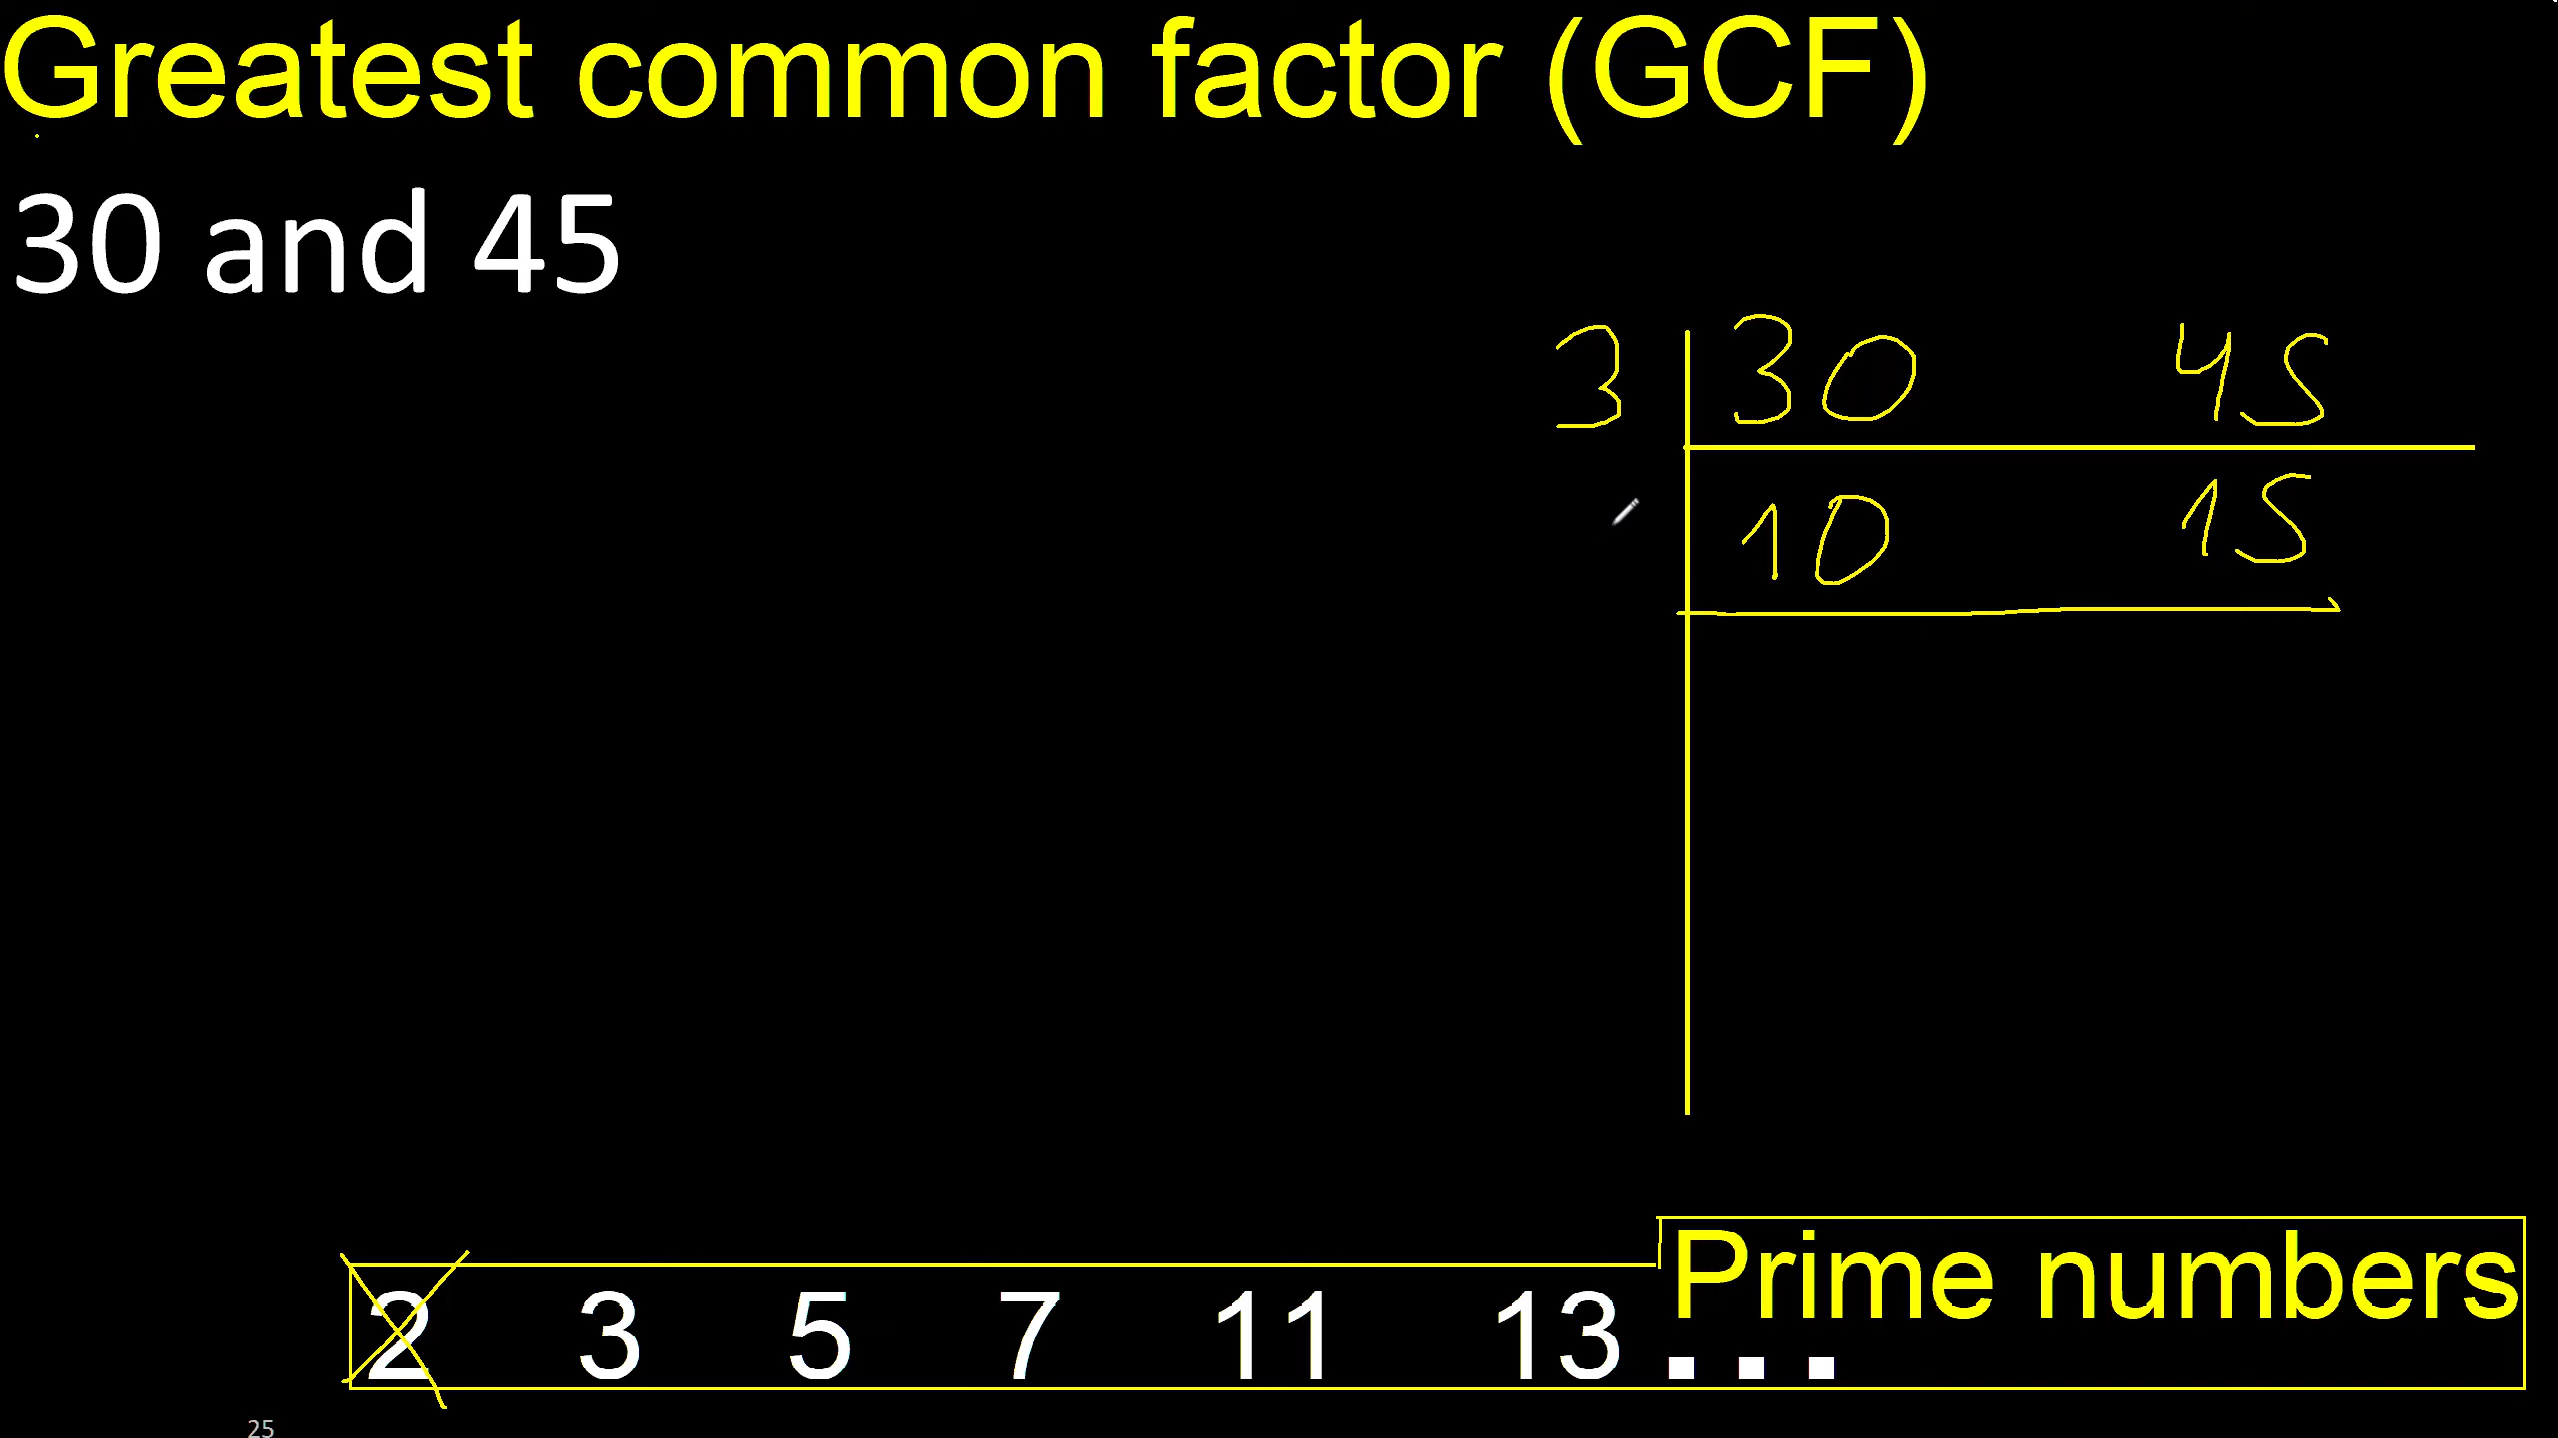 Greatest common factor (GCF)
30 and 45
3 30 45
10 15
Prime numbers
2 3 5 7 11 13 ...
25